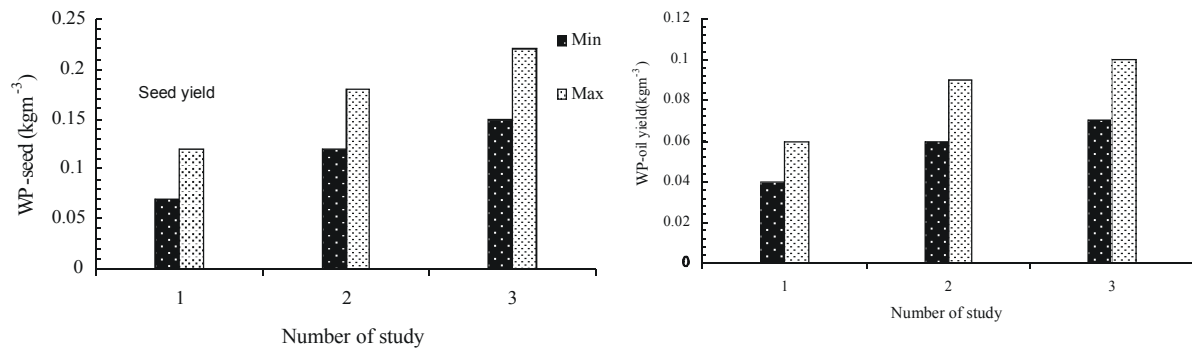 0.25
0.2
0.15
0.1
0.05
0
WP-seed (kgm⁻³)
Seed yield
Min
Max
1 2 3
Number of study
0.12
0.1
0.08
0.06
0.04
0.02
0
WP-oil yield(kgm⁻³)
1 2 3
Number of study